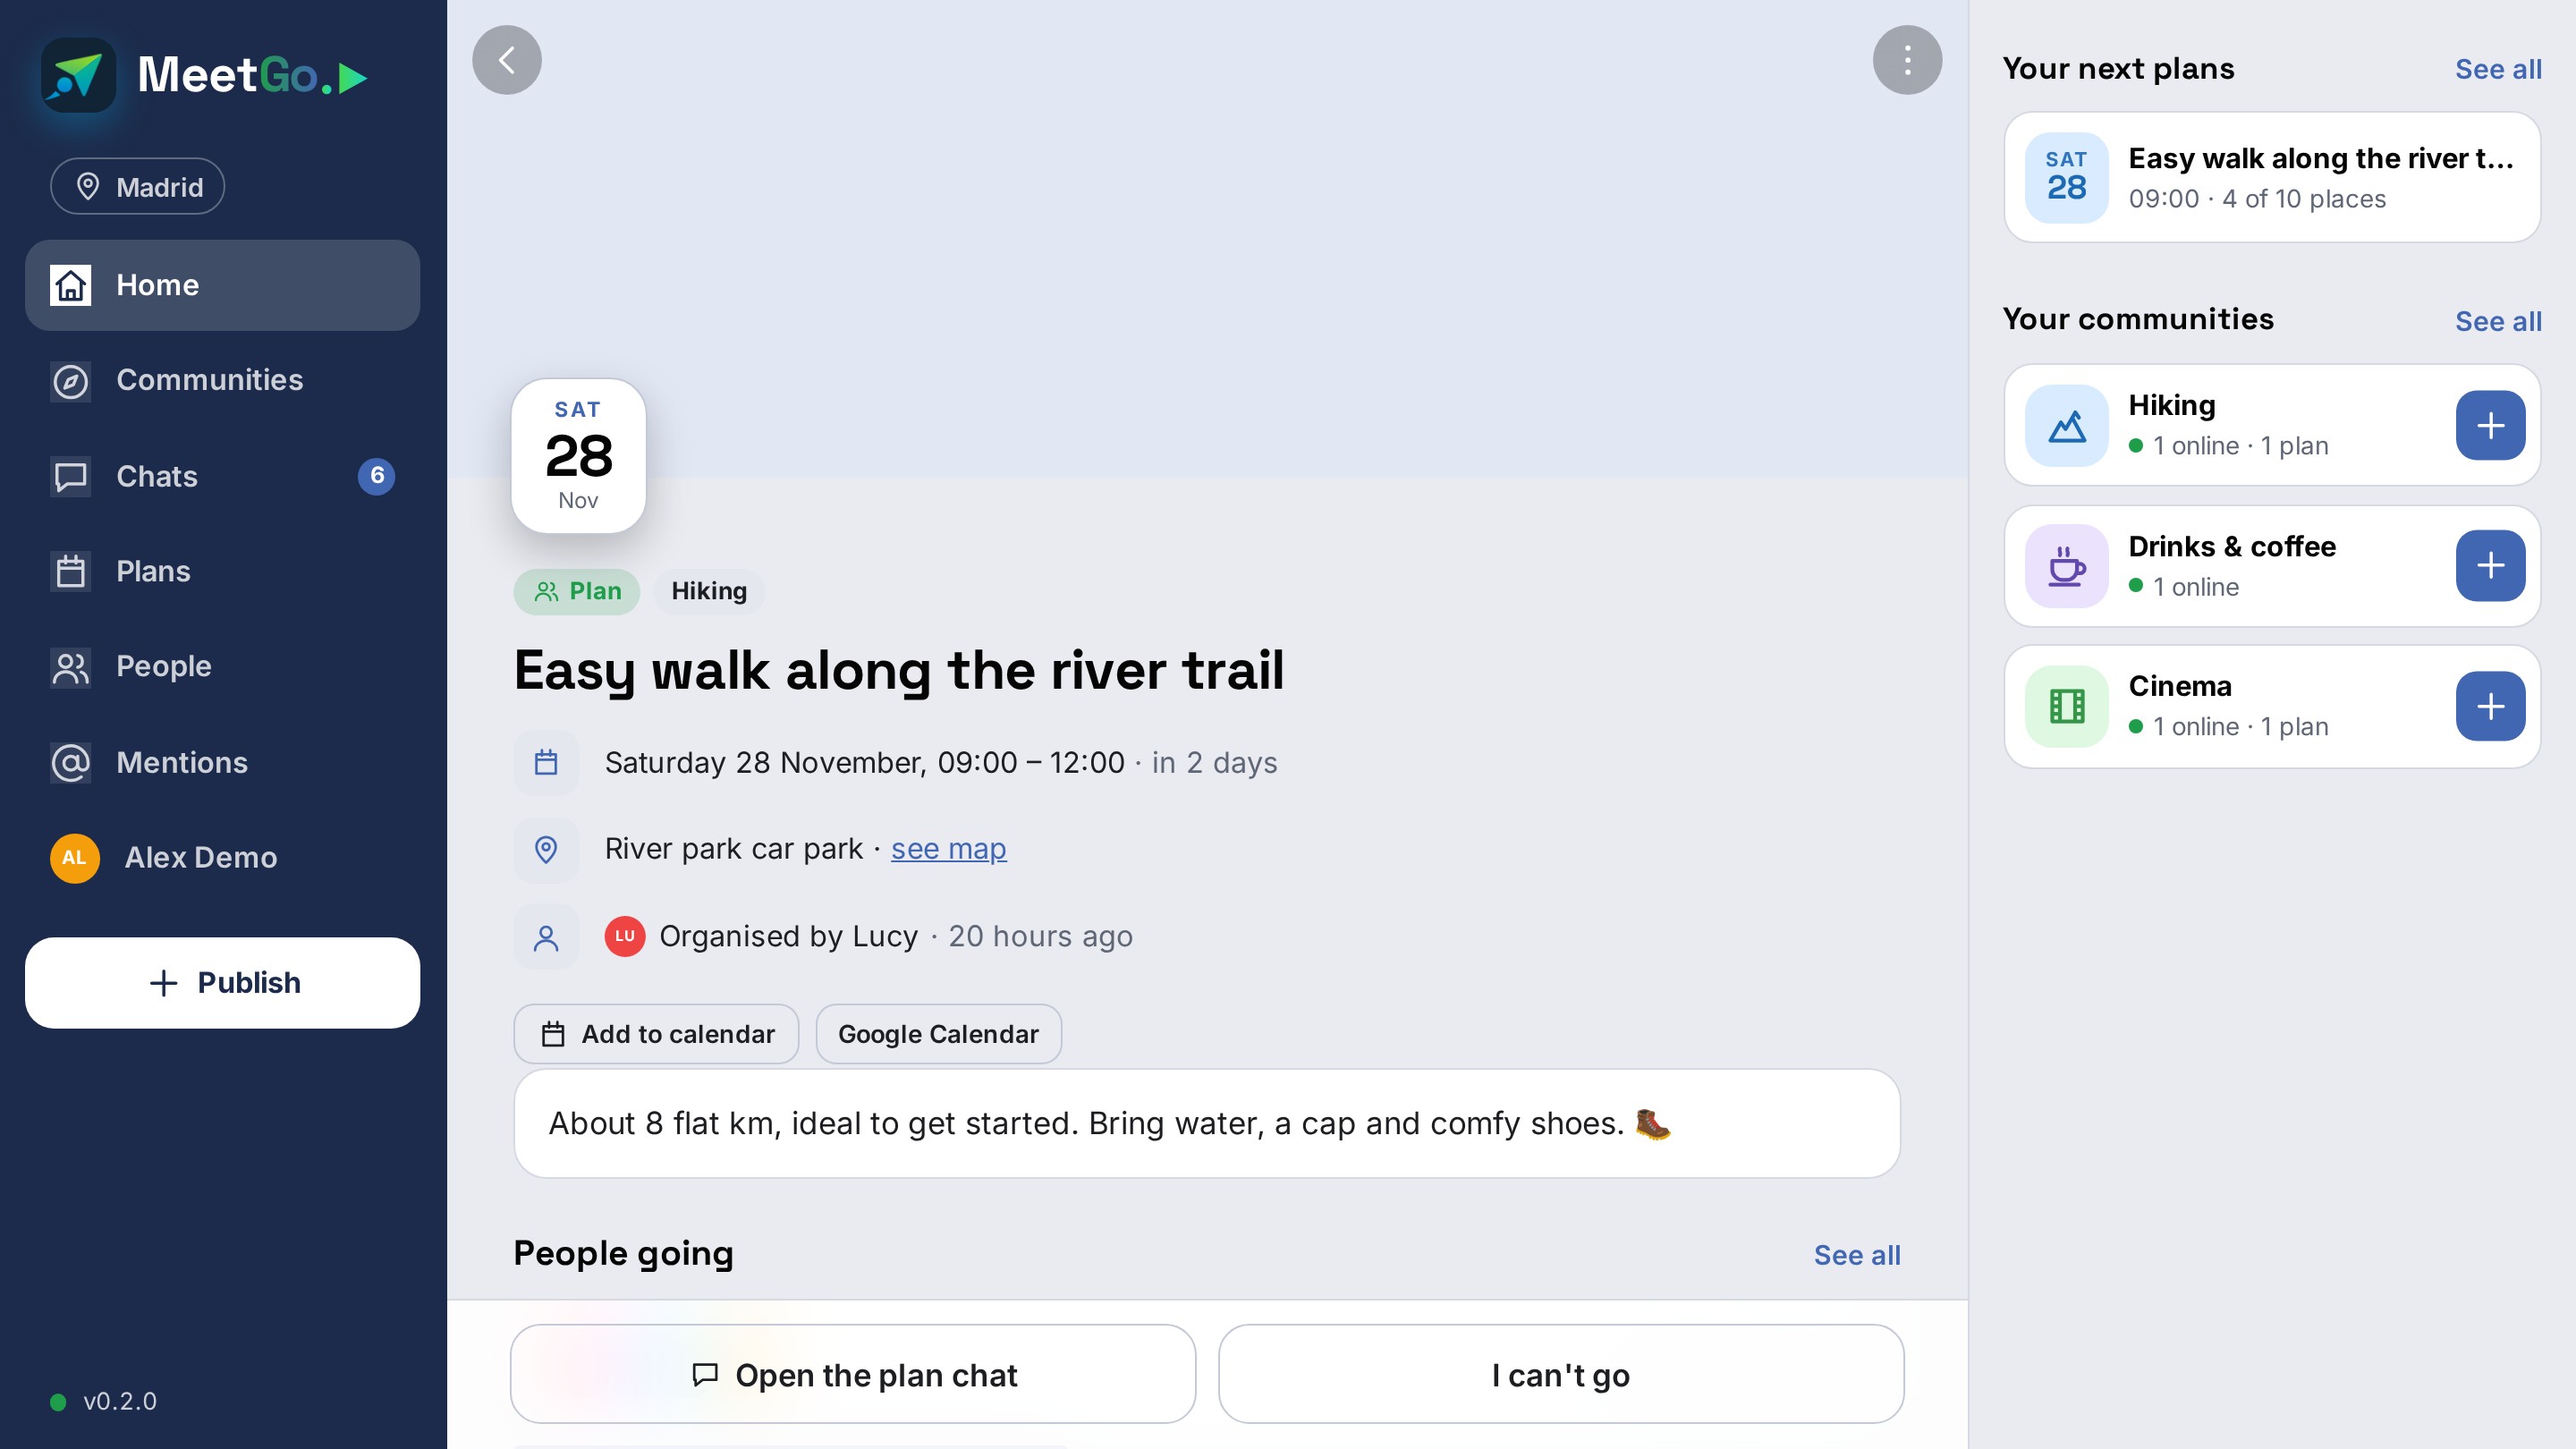 MeetGo.
Madrid
Home
Communities
Chats 6
Plans
People
Mentions
AL Alex Demo
Publish
v0.2.0
SAT
28
Nov
Plan Hiking
Easy walk along the river trail
Saturday 28 November, 09:00 – 12:00 · in 2 days
River park car park · see map
LU Organised by Lucy · 20 hours ago
Add to calendar Google Calendar
About 8 flat km, ideal to get started. Bring water, a cap and comfy shoes. 🥾
People going See all
Open the plan chat I can't go
Your next plans See all
SAT
28
Easy walk along the river t...
09:00 · 4 of 10 places
Your communities See all
Hiking
1 online · 1 plan
Drinks & coffee
1 online
Cinema
1 online · 1 plan